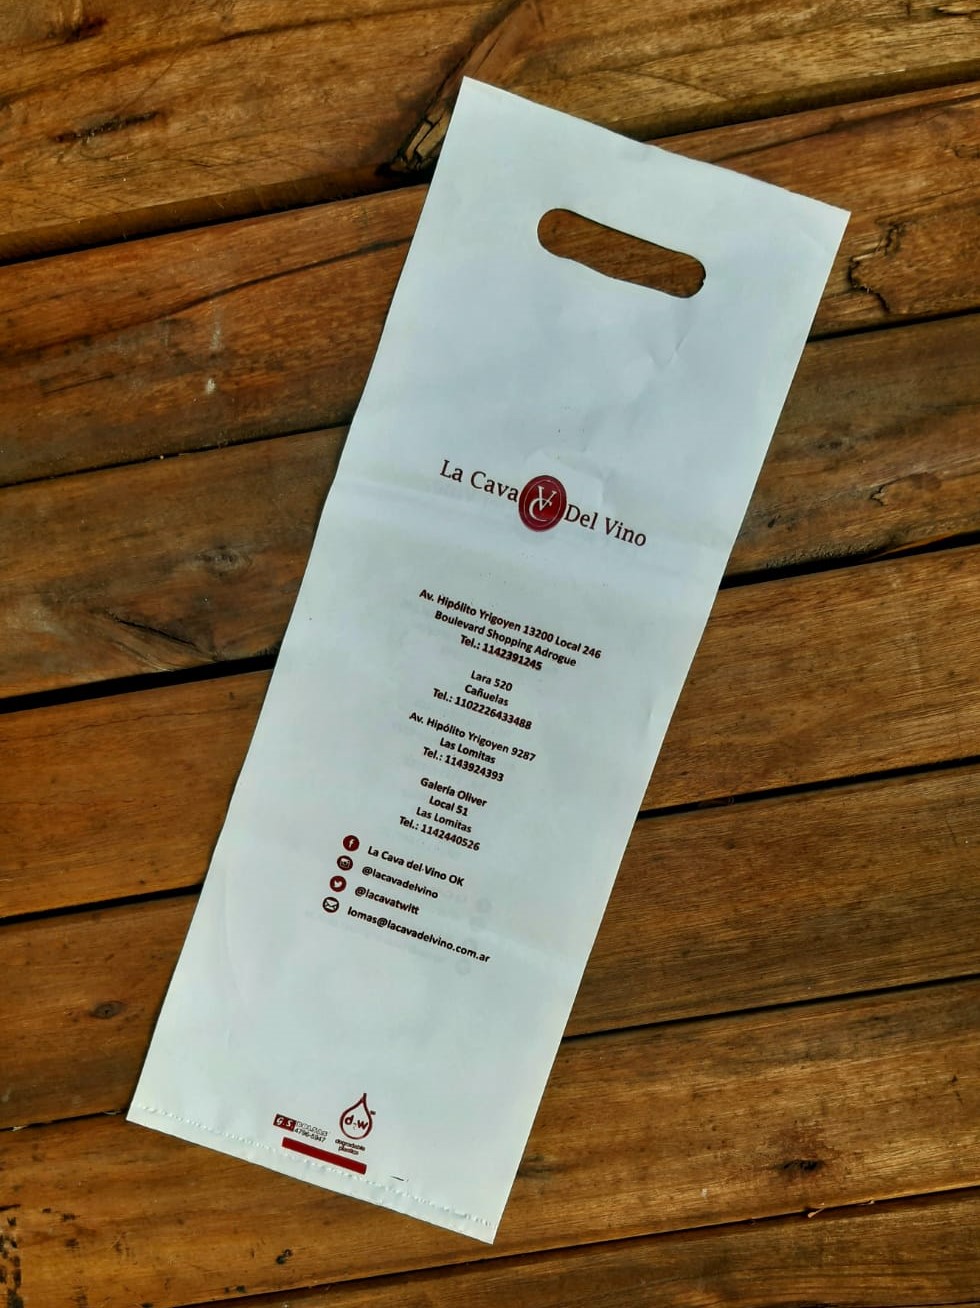 La Cava VC Del Vino
Av. Hipólito Yrigoyen 13200 Local 246
Boulevard Shopping Adrogue
Tel.: 1142391245
Lara 520
Cañuelas
Tel.: 1102226433488
Av. Hipólito Yrigoyen 9287
Las Lomitas
Tel.: 1143924393
Galería Oliver
Local 51
Las Lomitas
Tel.: 1142440526
La Cava del Vino OK
@lacavadelvino
@lacavatwitt
lomas@lacavadelvino.com.ar
d2w
degradable
plastics
G.S.
4796-5947